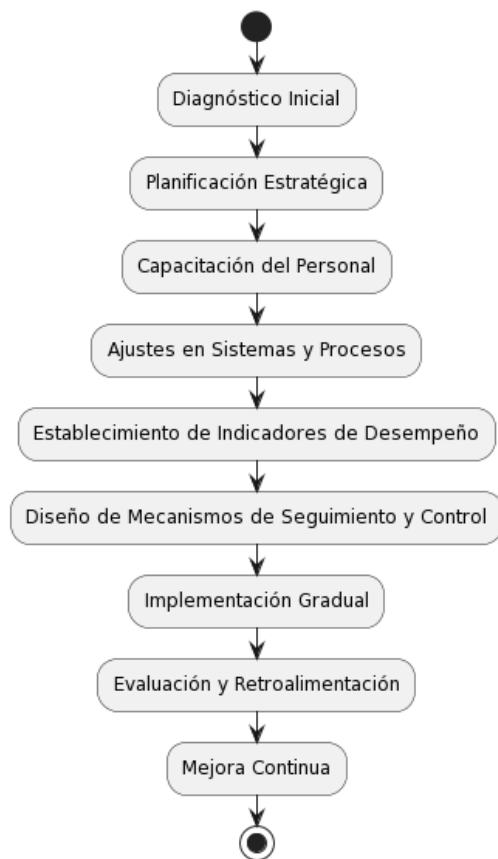 Diagnóstico Inicial
Planificación Estratégica
Capacitación del Personal
Ajustes en Sistemas y Procesos
Establecimiento de Indicadores de Desempeño
Diseño de Mecanismos de Seguimiento y Control
Implementación Gradual
Evaluación y Retroalimentación
Mejora Continua